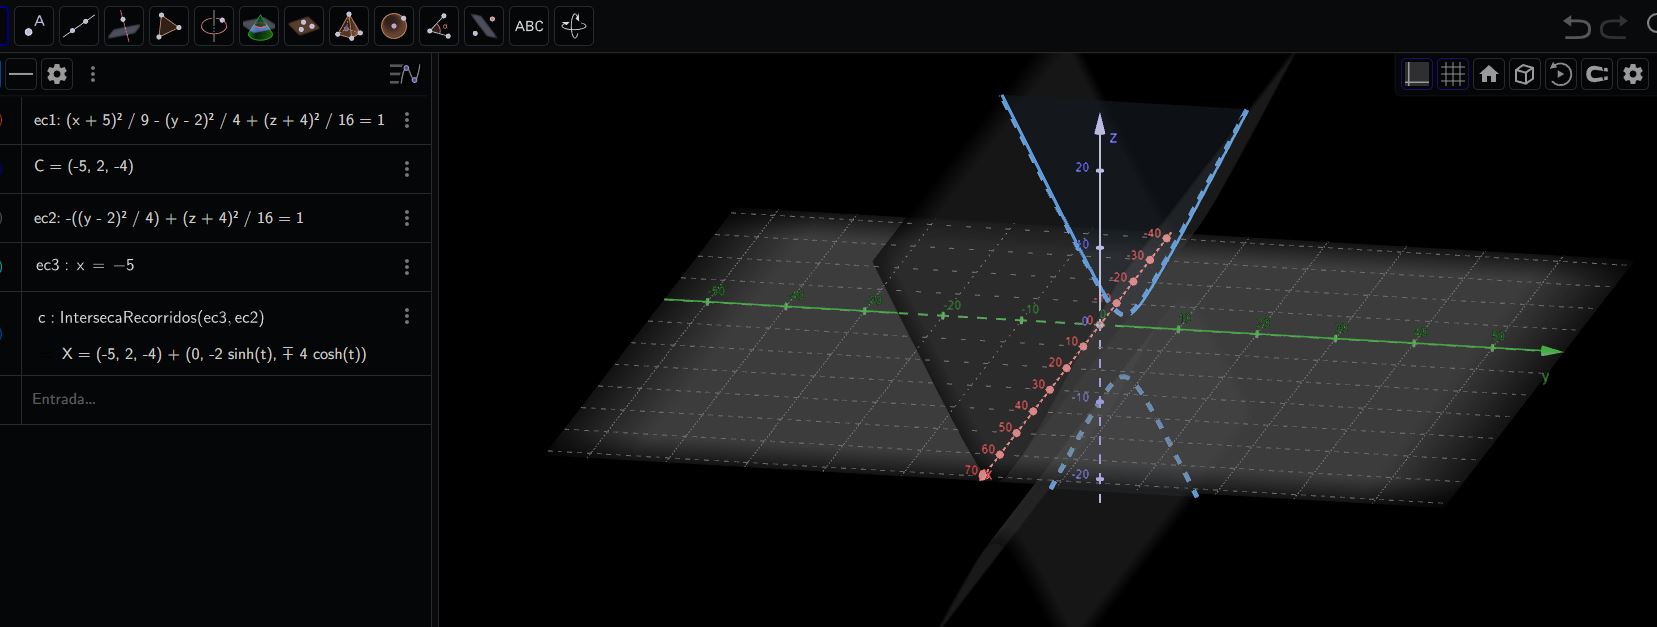 A
ABC
ec1: (x + 5)² / 9 - (y - 2)² / 4 + (z + 4)² / 16 = 1
C = (-5, 2, -4)
ec2: -((y - 2)² / 4) + (z + 4)² / 16 = 1
ec3 : x = −5
c : IntersecaRecorridos(ec3, ec2)
X = (-5, 2, -4) + (0, -2 sinh(t), ∓ 4 cosh(t))
Entrada...
z
20
-40
-30
-20
-20
-10
0
0
10
20
30
40
50
60
70
-10
-20
y